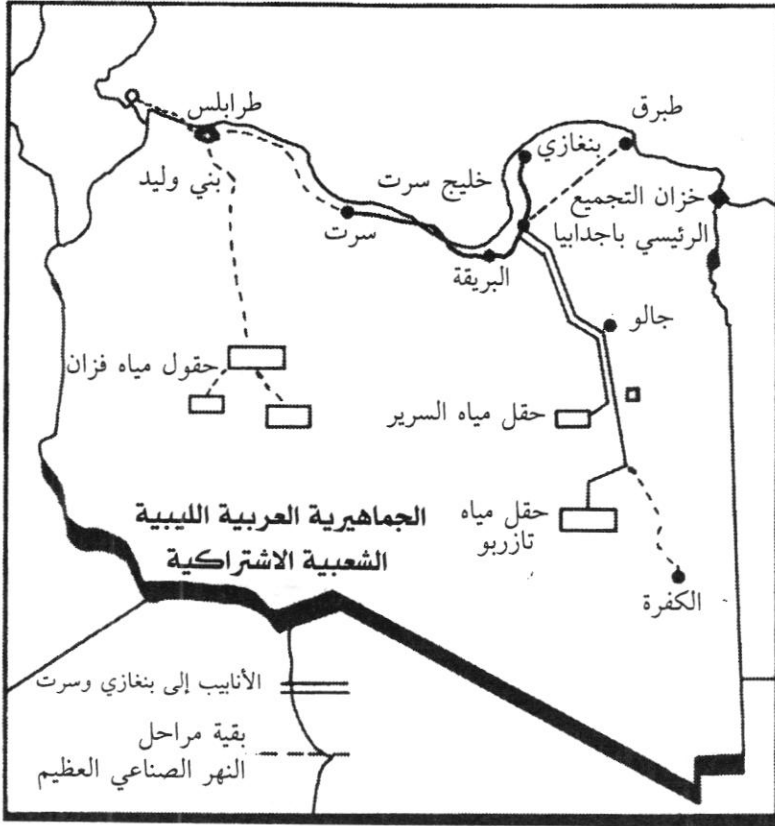 طرابلس
طبرق
بنغازي
خليج سرت
بني وليد
خزان التجميع
الرئيسي باجدابيا
سرت
البريقة
جالو
حقول مياه فزان
حقل مياه السرير
حقل مياه
تازربو
الجماهيرية العربية الليبية
الشعبية الاشتراكية
الكفرة
الأنابيب إلى بنغازي وسرت
بقية مراحل
النهر الصناعي العظيم